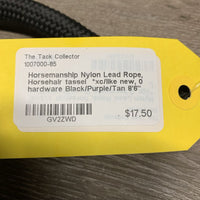 The Tack Collector
1007000-85
Horsemanship Nylon Lead Rope,
Horsehair tassel *xc/like new, 0
hardware Black/Purple/Tan 8'6"
GV2ZWD
$17.50